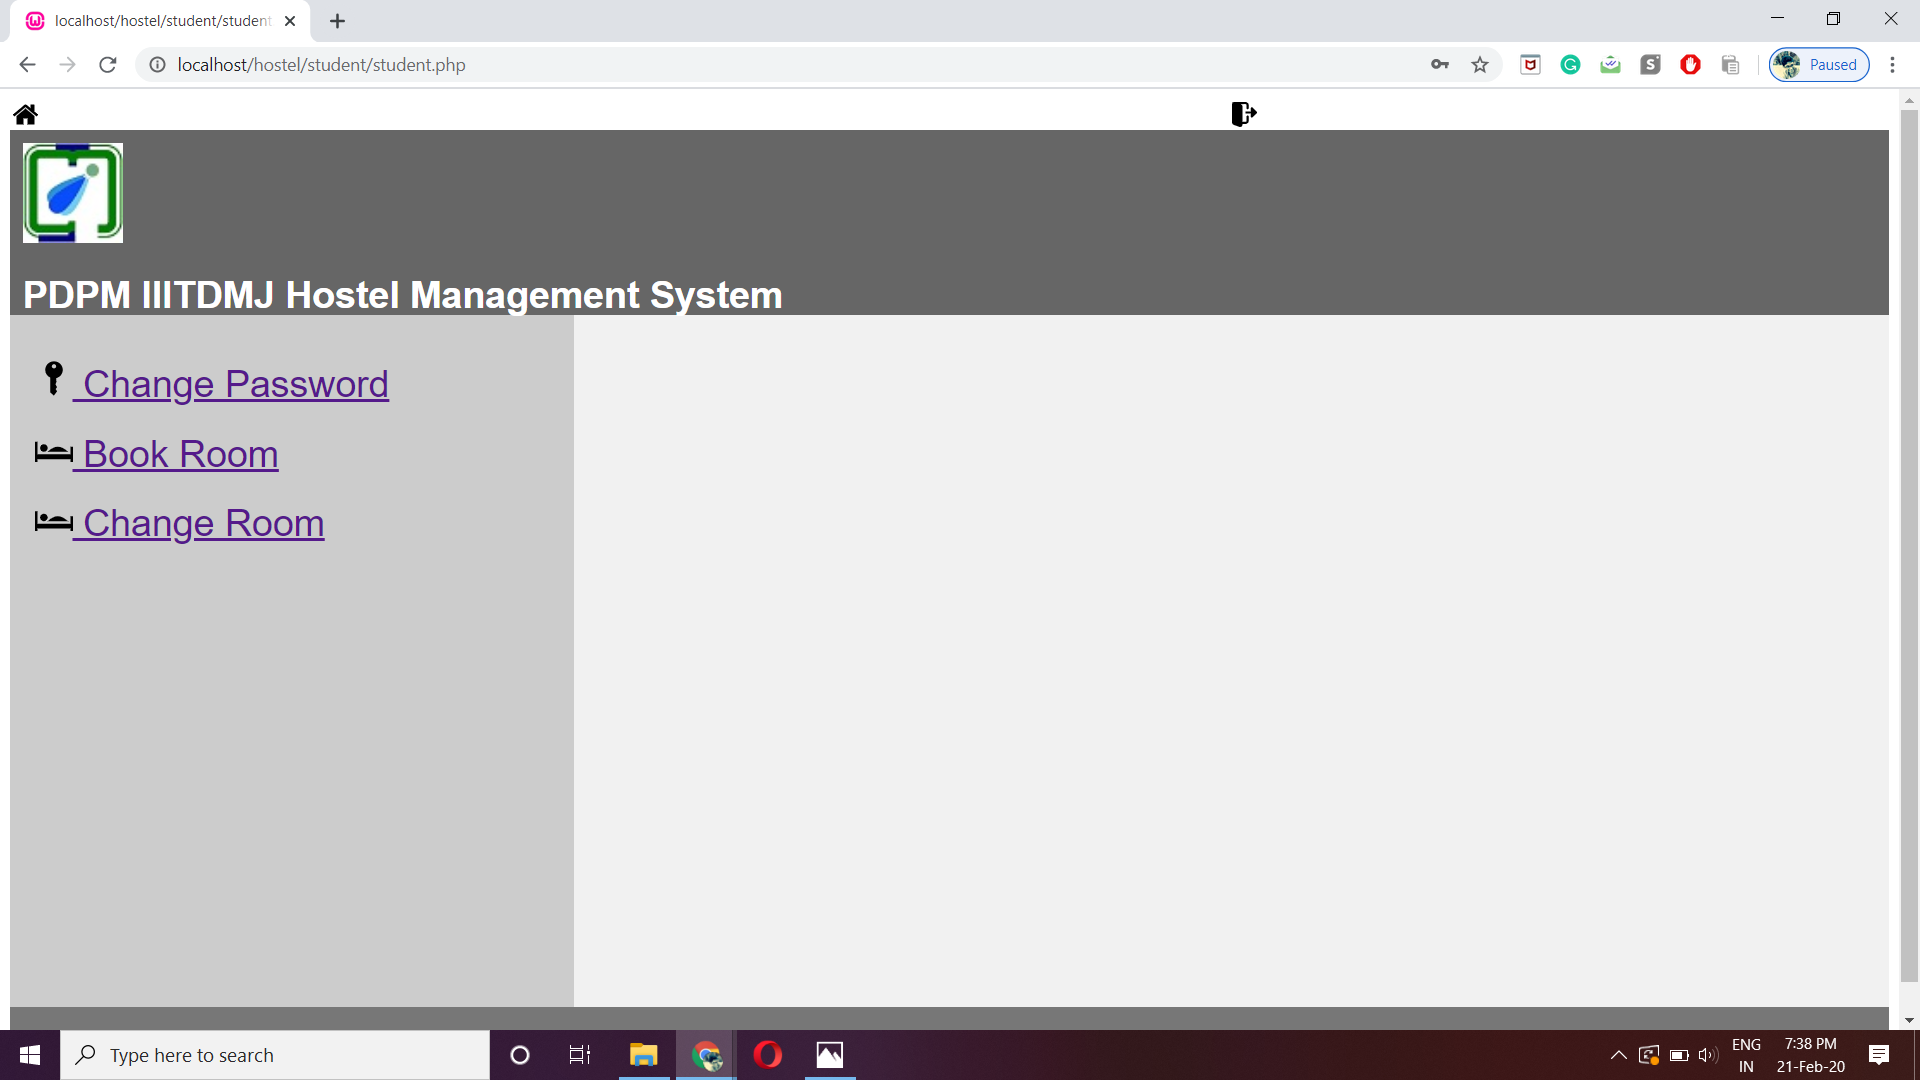 localhost/hostel/student/student
localhost/hostel/student/student.php
Paused
PDPM IIITDMJ Hostel Management System
Change Password
Book Room
Change Room
Type here to search
ENG
IN
7:38 PM
21-Feb-20